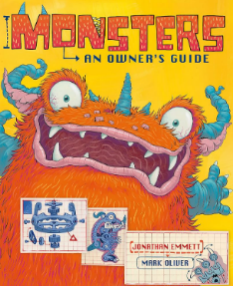 MONSTERS
AN OWNER'S GUIDE
JONATHAN EMMETT
MARK OLIVER